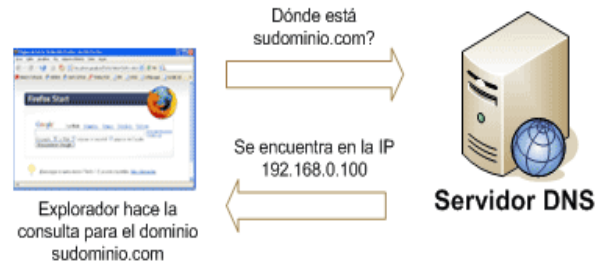 Dónde está
sudominio.com?
Firefox Start
Google
Se encuentra en la IP
192.168.0.100
Servidor DNS
Explorador hace la
consulta para el dominio
sudominio.com